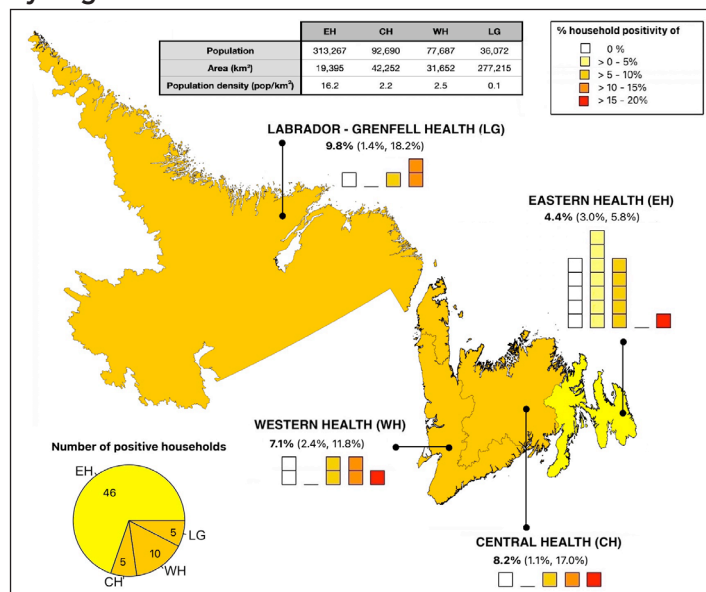 EH CH WH LG
Population 313,267 92,690 77,687 36,072
Area (km²) 19,395 42,252 31,652 277,215
Population density (pop/km²) 16.2 2.2 2.5 0.1
% household positivity of
0 %
> 0 - 5%
> 5 - 10%
> 10 - 15%
> 15 - 20%
LABRADOR - GRENFELL HEALTH (LG)
9.8% (1.4%, 18.2%)
EASTERN HEALTH (EH)
4.4% (3.0%, 5.8%)
WESTERN HEALTH (WH)
7.1% (2.4%, 11.8%)
Number of positive households
EH
46
5
LG
10
WH
5
CH
CENTRAL HEALTH (CH)
8.2% (1.1%, 17.0%)